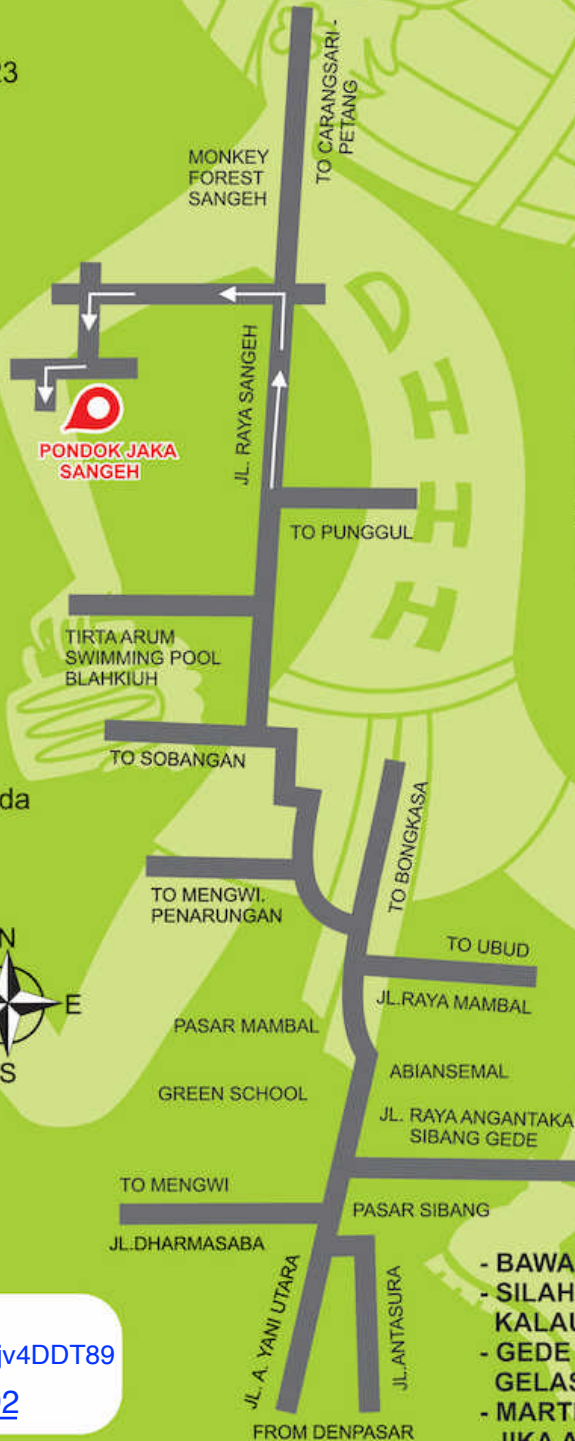 23
TO CARANGSARI -
PETANG
MONKEY
FOREST
SANGEH
D
H
H
H
JL. RAYA SANGEH
PONDOK JAKA
SANGEH
TO PUNGGUL
TIRTA ARUM
SWIMMING POOL
BLAHKIUH
TO SOBANGAN
da
TO BONGKASA
TO MENGWI.
PENARUNGAN
N
E
S
TO UBUD
JL.RAYA MAMBAL
PASAR MAMBAL
ABIANSEMAL
GREEN SCHOOL
JL. RAYA ANGANTAKA
SIBANG GEDE
TO MENGWI
PASAR SIBANG
JL.DHARMASABA
JL. A. YANI UTARA
JL.ANTASURA
FROM DENPASAR
jv4DDT89
2
- BAWA
- SILAH
KALAU
- GEDE
GELAS
- MARTI
JIKA A